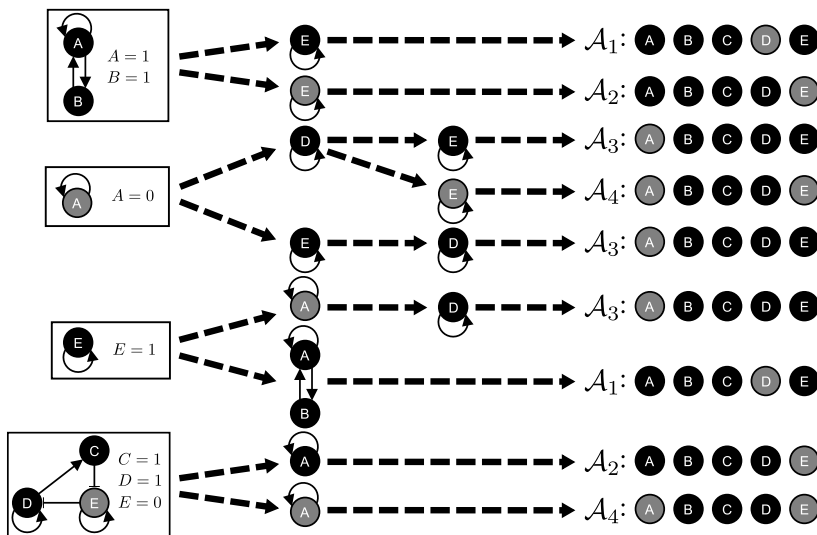 A
B
A = 1
B = 1
E
𝒜₁: A B C D E
E
𝒜₂: A B C D E
A
A = 0
D
E
𝒜₃: A B C D E
E
𝒜₄: A B C D E
E
D
𝒜₃: A B C D E
E
E = 1
A
D
𝒜₃: A B C D E
A
B
𝒜₁: A B C D E
C
D
E
C = 1
D = 1
E = 0
A
𝒜₂: A B C D E
A
𝒜₄: A B C D E